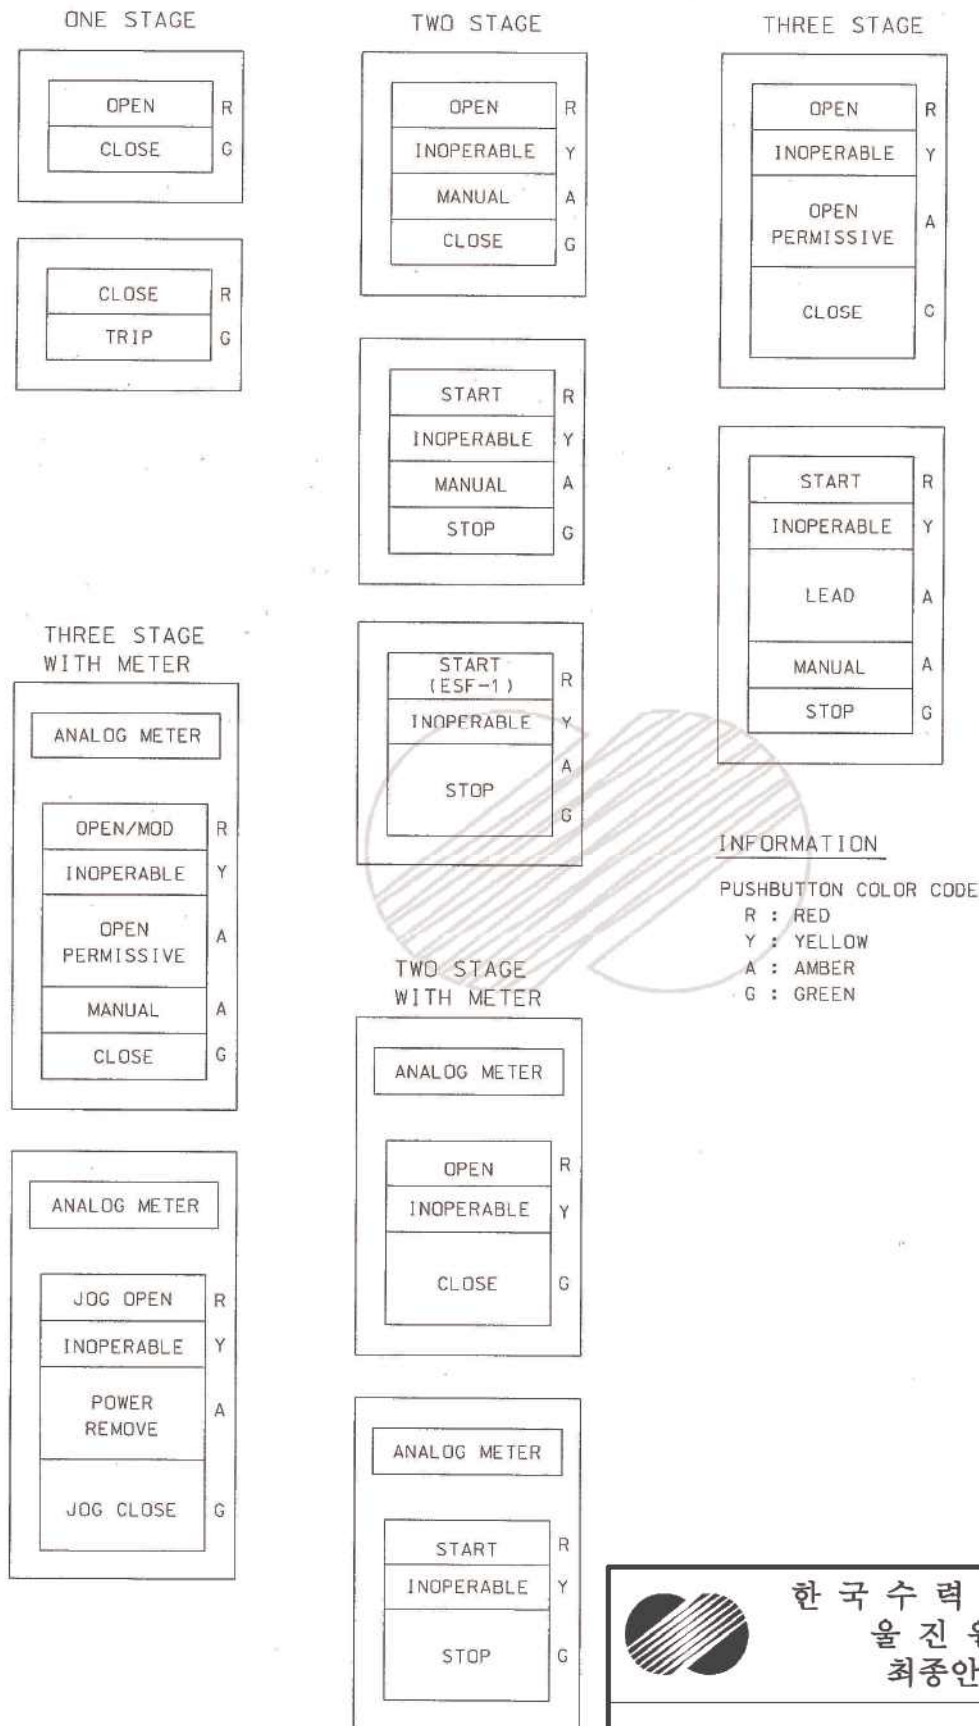 ONE STAGE
OPEN R
CLOSE G
CLOSE R
TRIP G
TWO STAGE
OPEN R
INOPERABLE Y
MANUAL A
CLOSE G
START R
INOPERABLE Y
MANUAL A
STOP G
START
(ESF-1) R
INOPERABLE Y
A
STOP
G
THREE STAGE
OPEN R
INOPERABLE Y
OPEN
PERMISSIVE A
CLOSE G
START R
INOPERABLE Y
LEAD A
MANUAL A
STOP G
THREE STAGE
WITH METER
ANALOG METER
OPEN/MOD R
INOPERABLE Y
OPEN
PERMISSIVE A
MANUAL A
CLOSE G
ANALOG METER
JOG OPEN R
INOPERABLE Y
POWER
REMOVE A
JOG CLOSE G
TWO STAGE
WITH METER
ANALOG METER
OPEN R
INOPERABLE Y
CLOSE G
ANALOG METER
START R
INOPERABLE Y
STOP G
INFORMATION
PUSHBUTTON COLOR CODE
R : RED
Y : YELLOW
A : AMBER
G : GREEN
한 국 수 력
울 진
최종안